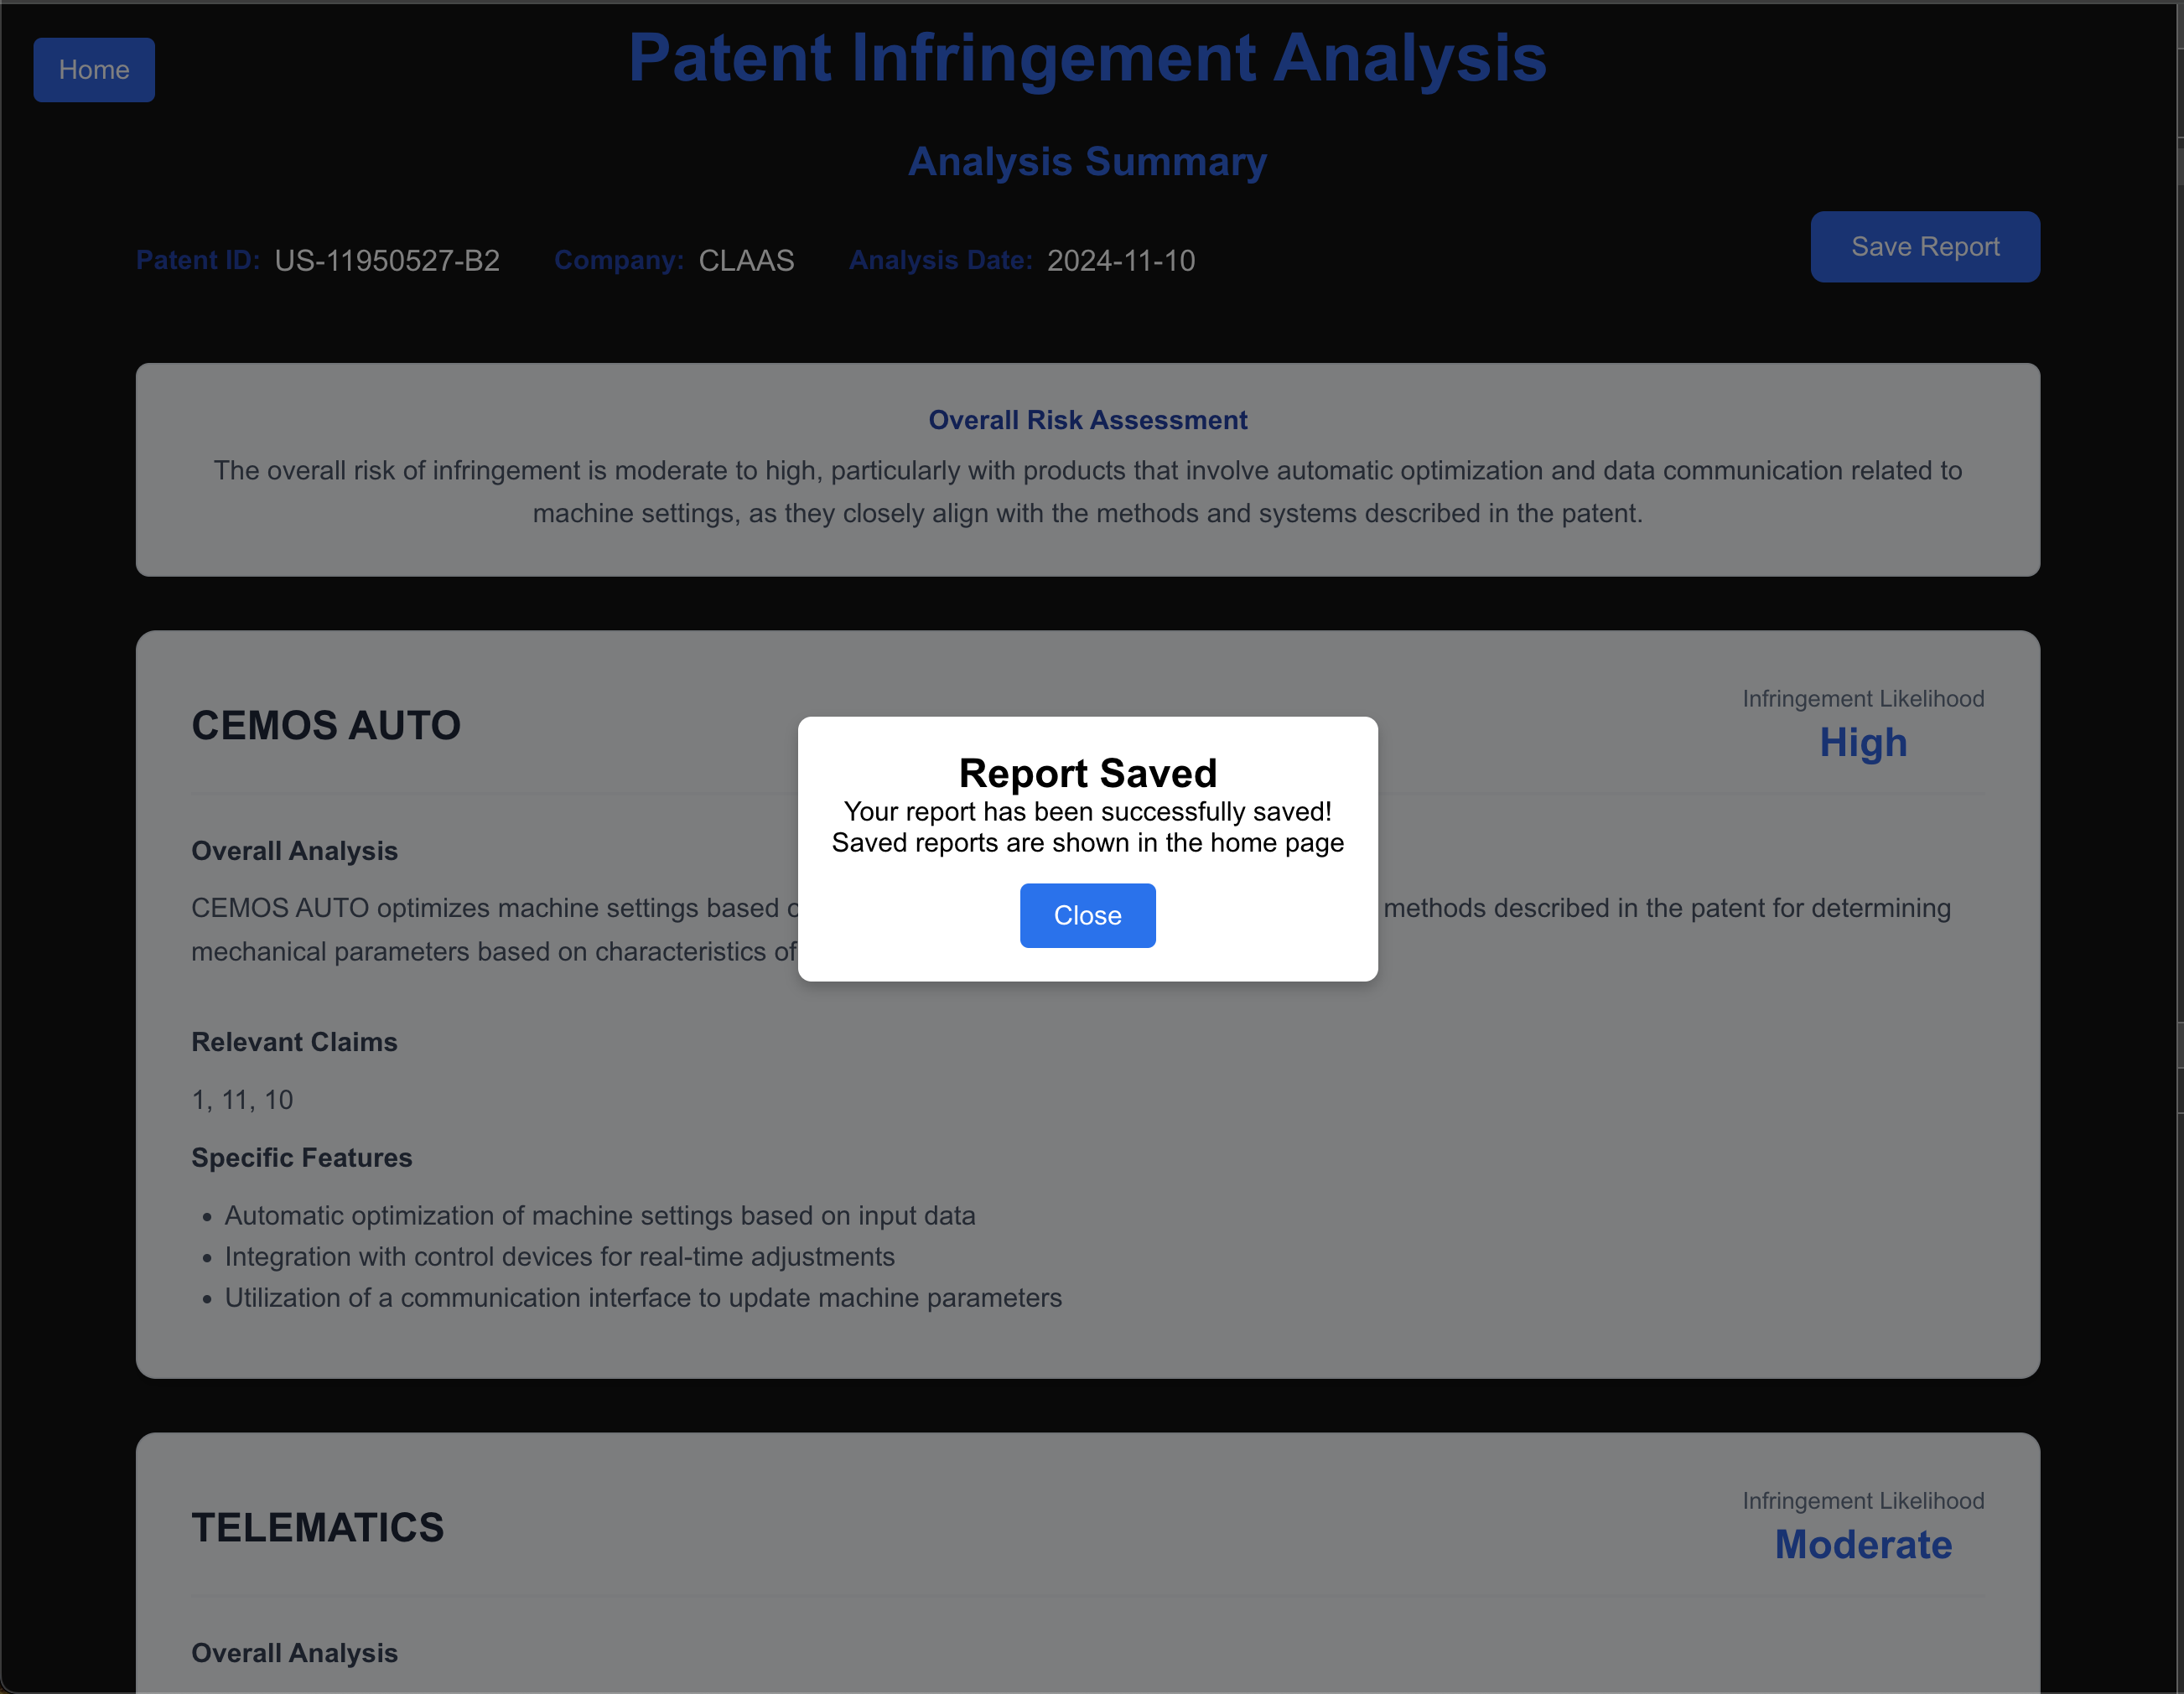 Home
Patent Infringement Analysis
Analysis Summary
Patent ID: US-11950527-B2 Company: CLAAS Analysis Date: 2024-11-10
Save Report
Overall Risk Assessment
The overall risk of infringement is moderate to high, particularly with products that involve automatic optimization and data communication related to
machine settings, as they closely align with the methods and systems described in the patent.
CEMOS AUTO
Infringement Likelihood
High
Report Saved
Your report has been successfully saved!
Saved reports are shown in the home page
Close
Overall Analysis
CEMOS AUTO optimizes machine settings based methods described in the patent for determining
mechanical parameters based on characteristics of
Relevant Claims
1, 11, 10
Specific Features
• Automatic optimization of machine settings based on input data
• Integration with control devices for real-time adjustments
• Utilization of a communication interface to update machine parameters
TELEMATICS
Infringement Likelihood
Moderate
Overall Analysis